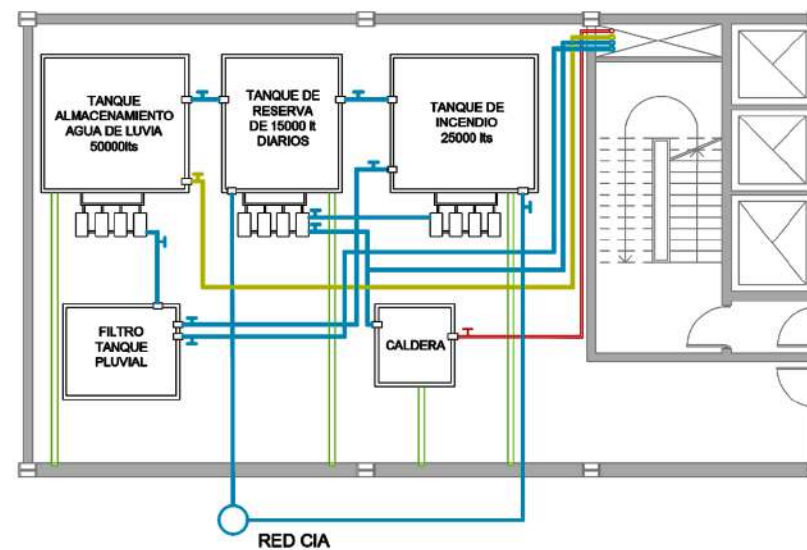 TANQUE
ALMACENAMIENTO
AGUA DE LUVIA
50000lts
TANQUE DE
RESERVA
DE 15000 lt
DIARIOS
TANQUE DE
INCENDIO
25000 lts
FILTRO
TANQUE
PLUVIAL
CALDERA
RED CIA